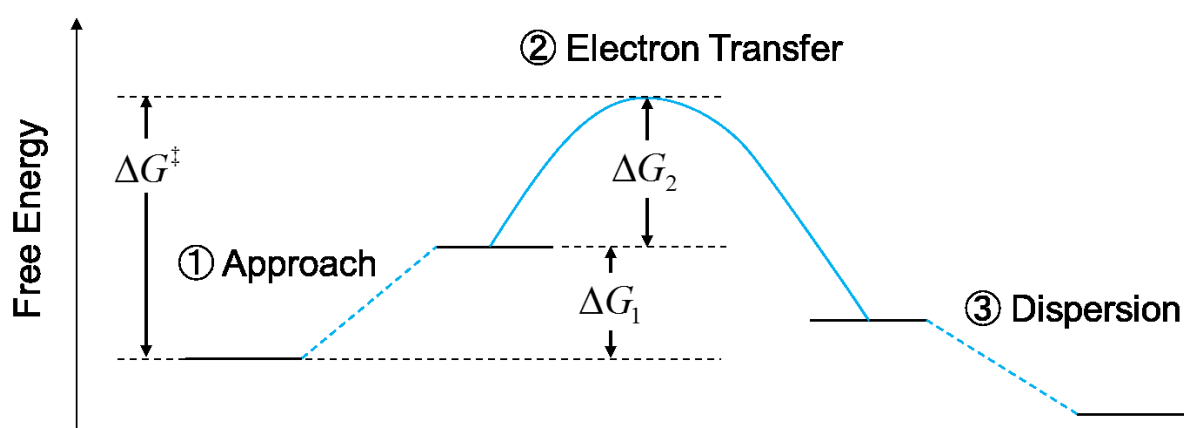 ② Electron Transfer
ΔG‡
ΔG₂
① Approach
ΔG₁
③ Dispersion
Free Energy